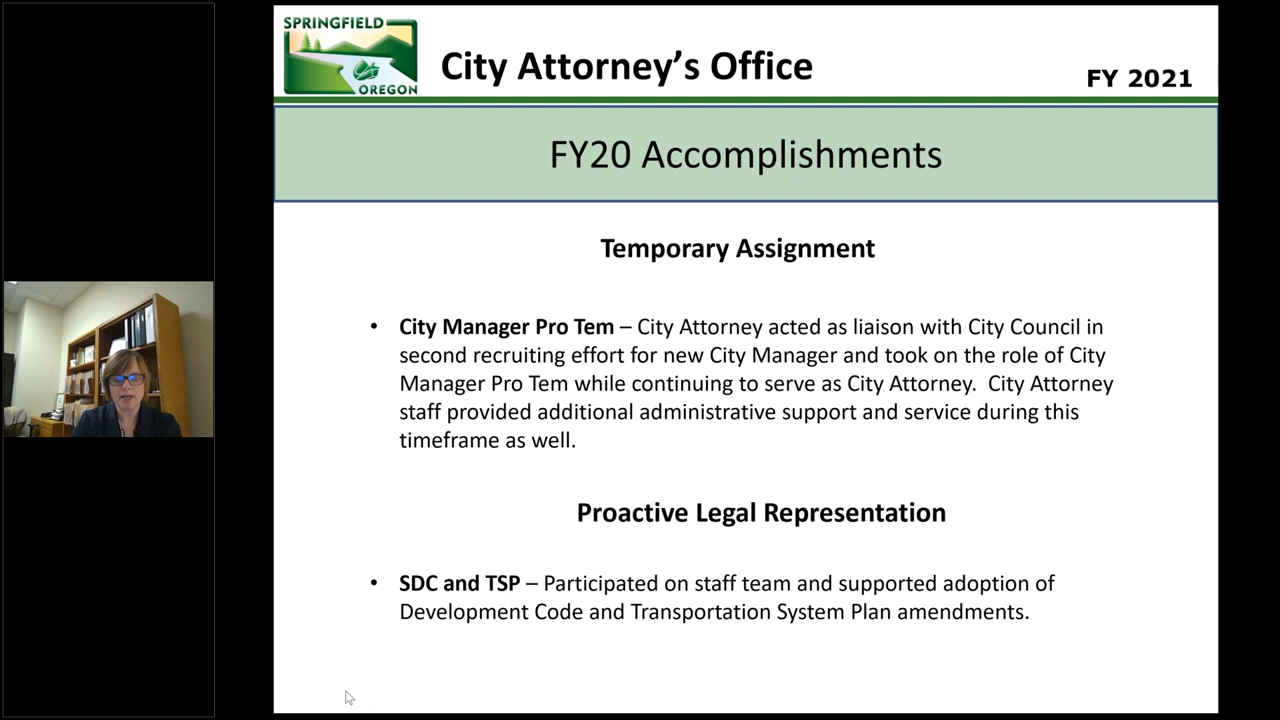 SPRINGFIELD
OREGON
City Attorney's Office
FY 2021
FY20 Accomplishments
Temporary Assignment
• City Manager Pro Tem – City Attorney acted as liaison with City Council in
second recruiting effort for new City Manager and took on the role of City
Manager Pro Tem while continuing to serve as City Attorney.  City Attorney
staff provided additional administrative support and service during this
timeframe as well.
Proactive Legal Representation
• SDC and TSP – Participated on staff team and supported adoption of
Development Code and Transportation System Plan amendments.